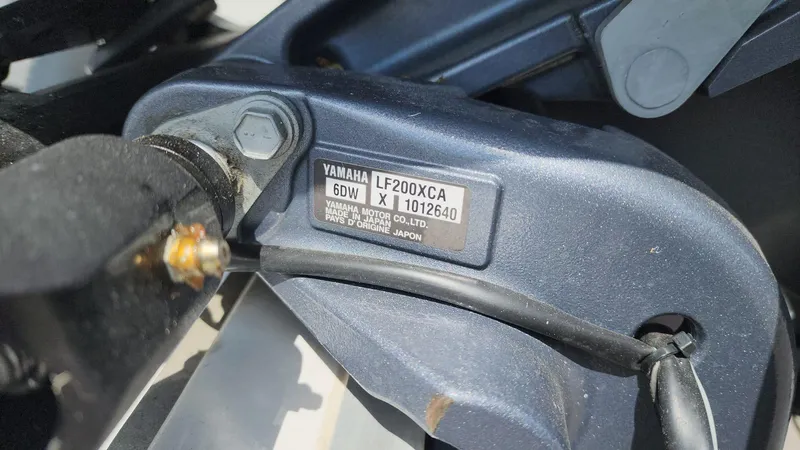 YAMAHA LF200XCA
6DW X 1012640
YAMAHA MOTOR CO.,LTD.
MADE IN JAPAN
PAYS D'ORIGINE JAPON